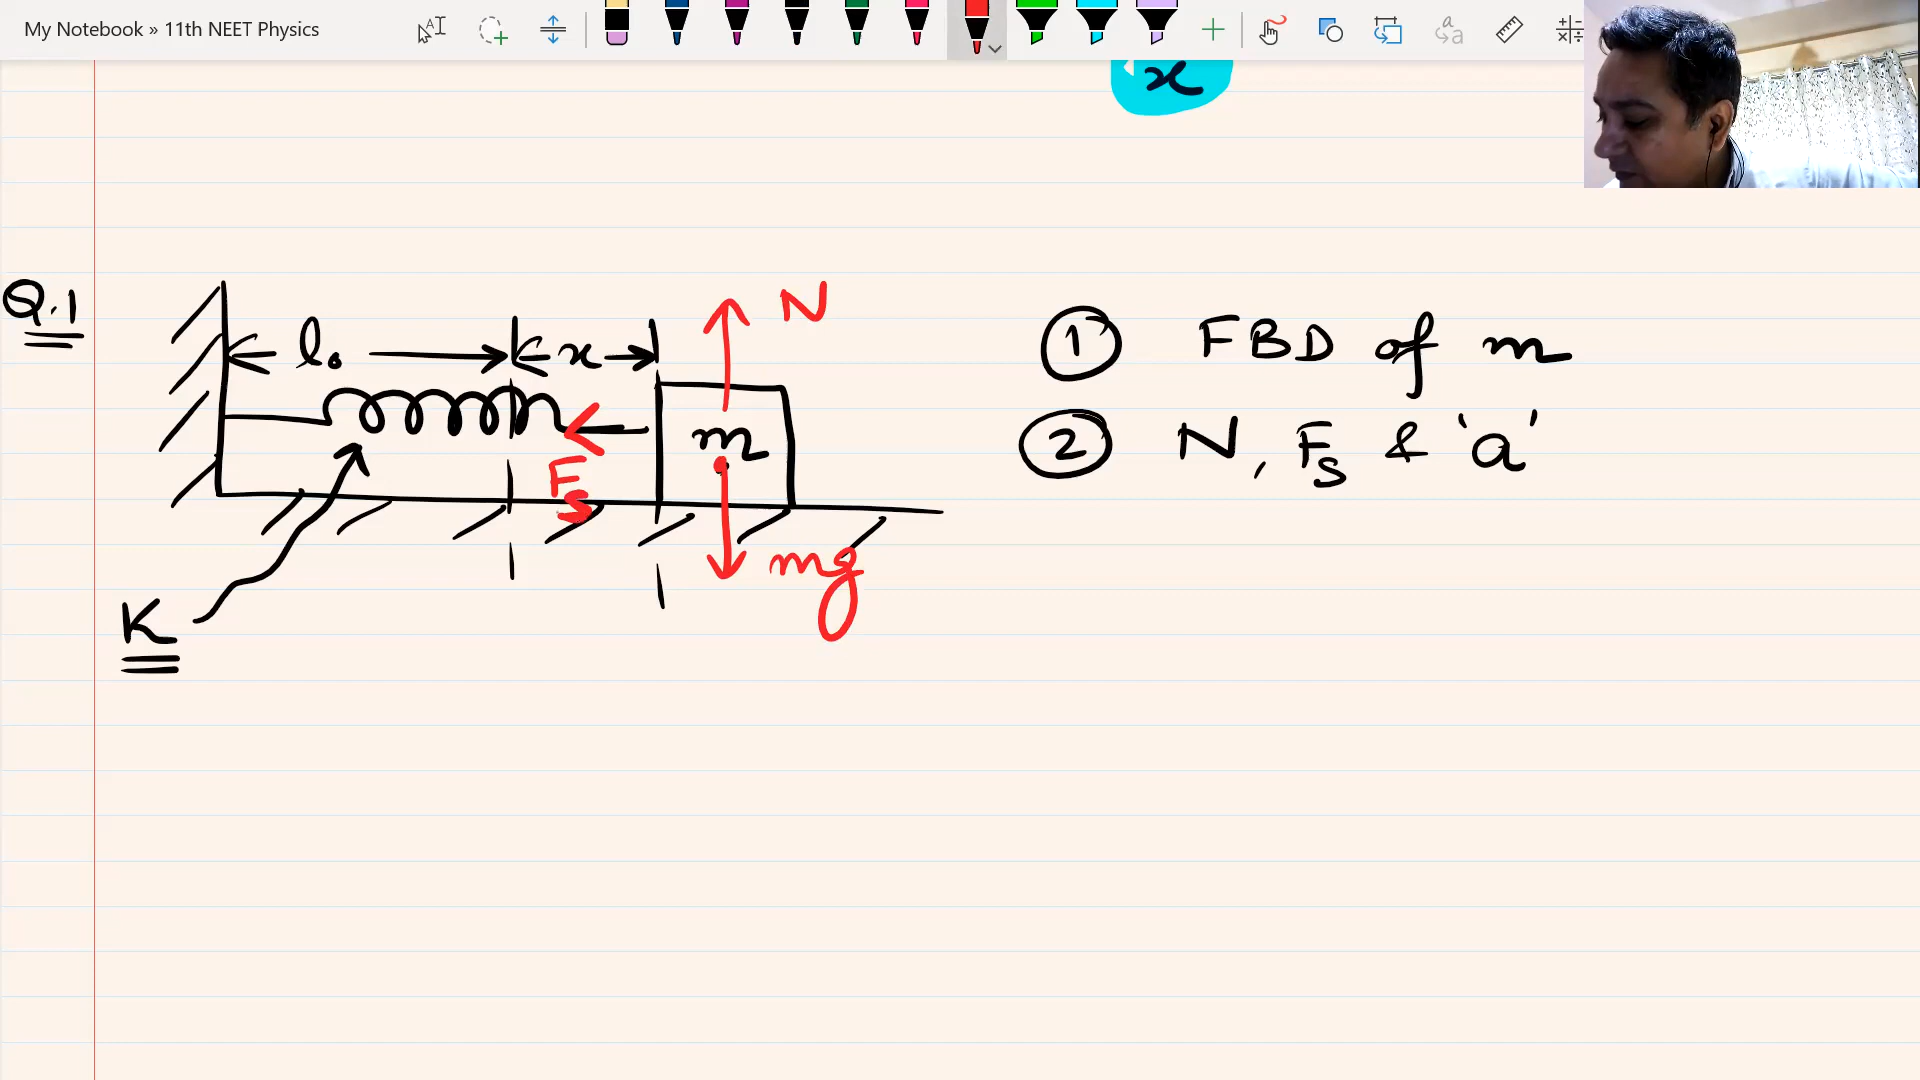 My Notebook » 11th NEET Physics
x
Q.1
l₀ x N
① FBD of m
m
② N, Fs & 'a'
Fs
mg
K